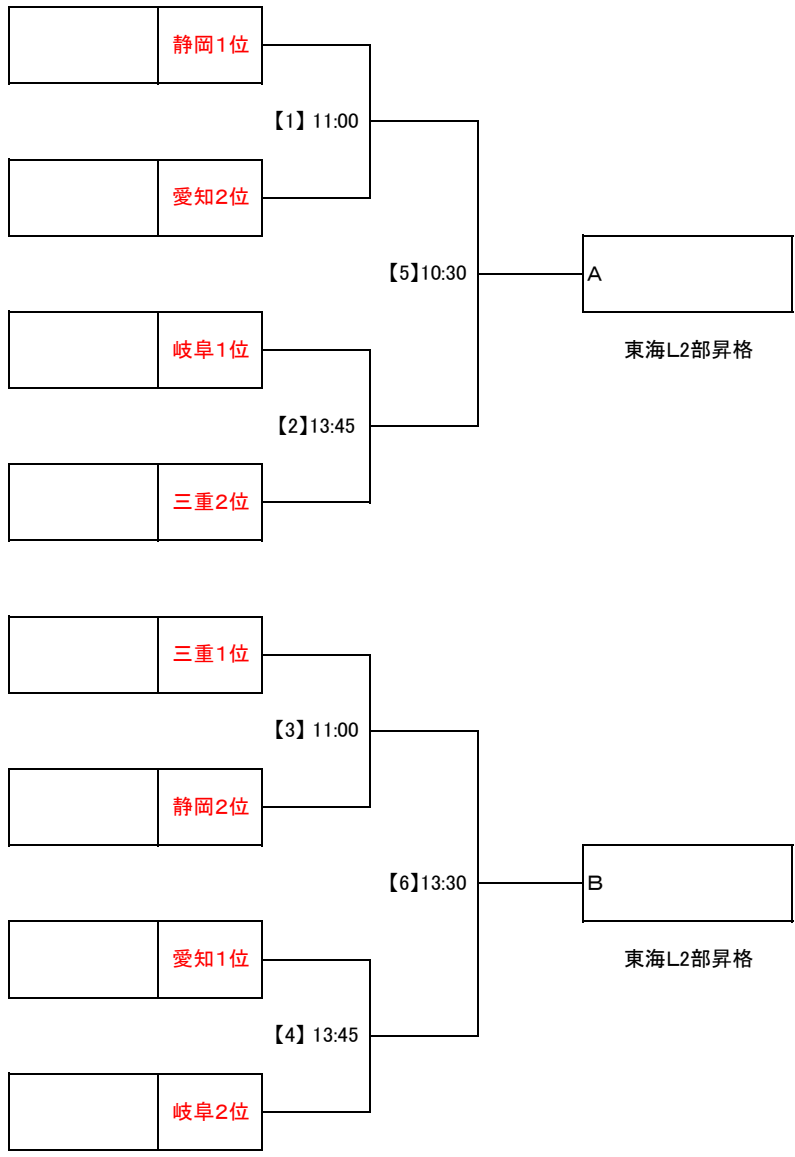 静岡１位
【1】 11:00
愛知２位
【5】10:30
A
岐阜１位
東海L2部昇格
【2】13:45
三重２位
三重１位
【3】 11:00
静岡２位
【6】13:30
B
愛知１位
東海L2部昇格
【4】 13:45
岐阜２位